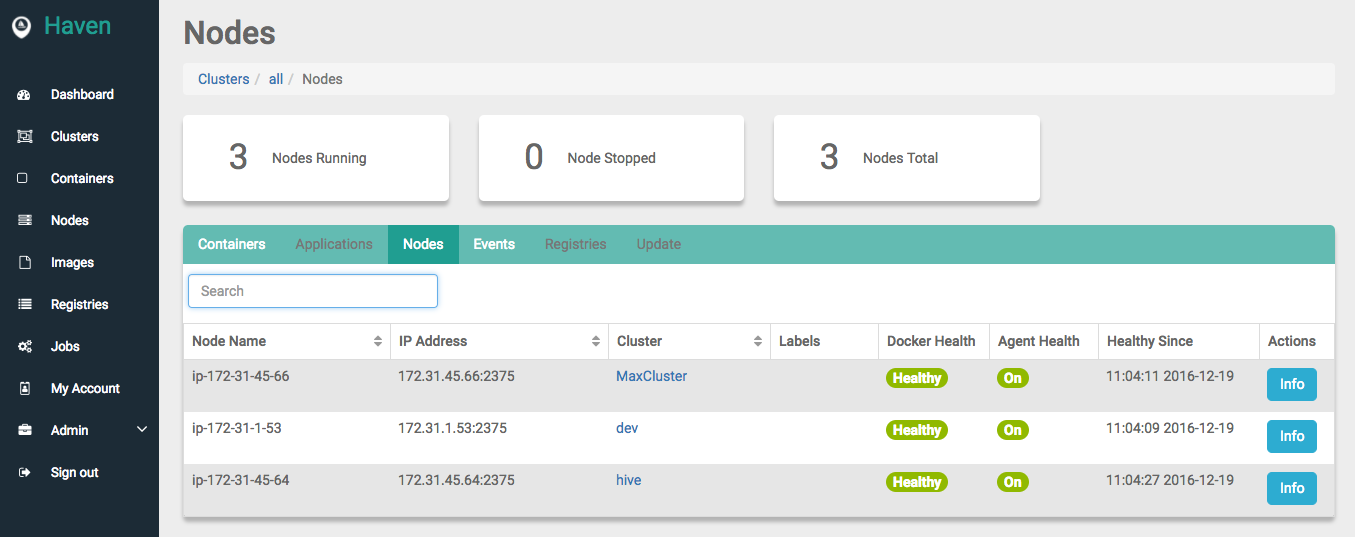 Haven
Dashboard
Clusters
Containers
Nodes
Images
Registries
Jobs
My Account
Admin
Sign out
Nodes
Clusters / all / Nodes
3 Nodes Running
0 Node Stopped
3 Nodes Total
Containers Applications Nodes Events Registries Update
Search
Node Name IP Address Cluster Labels Docker Health Agent Health Healthy Since Actions
ip-172-31-45-66 172.31.45.66:2375 MaxCluster Healthy On 11:04:11 2016-12-19 Info
ip-172-31-1-53 172.31.1.53:2375 dev Healthy On 11:04:09 2016-12-19 Info
ip-172-31-45-64 172.31.45.64:2375 hive Healthy On 11:04:27 2016-12-19 Info